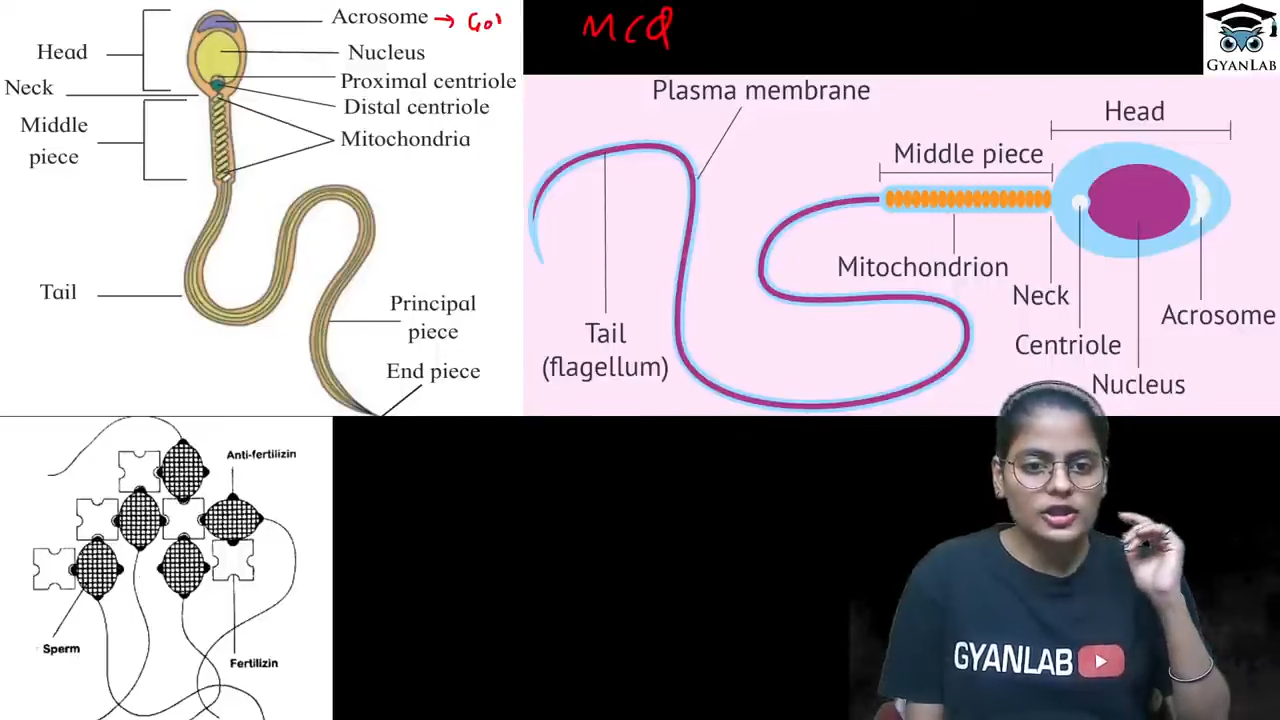 Acrosome →
Head
Nucleus
Neck
Proximal centriole
Distal centriole
Middle
piece
Mitochondria
Tail
Principal
piece
End piece
MCQ
GYANLAB
Plasma membrane
Head
Middle piece
Mitochondrion
Neck
Acrosome
Tail
(flagellum)
Centriole
Nucleus
Anti-fertilizin
Sperm
Fertilizin
GYANLAB